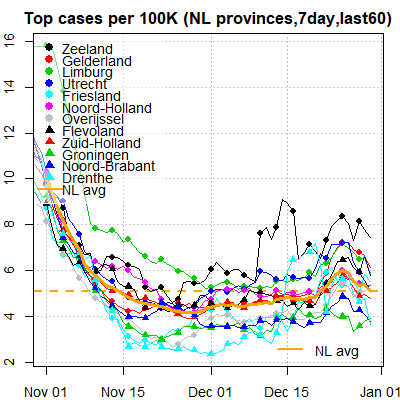 Top cases per 100K (NL provinces,7day,last60)
16
14
12
10
8
6
4
2
Zeeland
Gelderland
Limburg
Utrecht
Friesland
Noord-Holland
Overijssel
Flevoland
Zuid-Holland
Groningen
Noord-Brabant
Drenthe
NL avg
NL avg
Nov 01
Nov 15
Dec 01
Dec 15
Jan 01